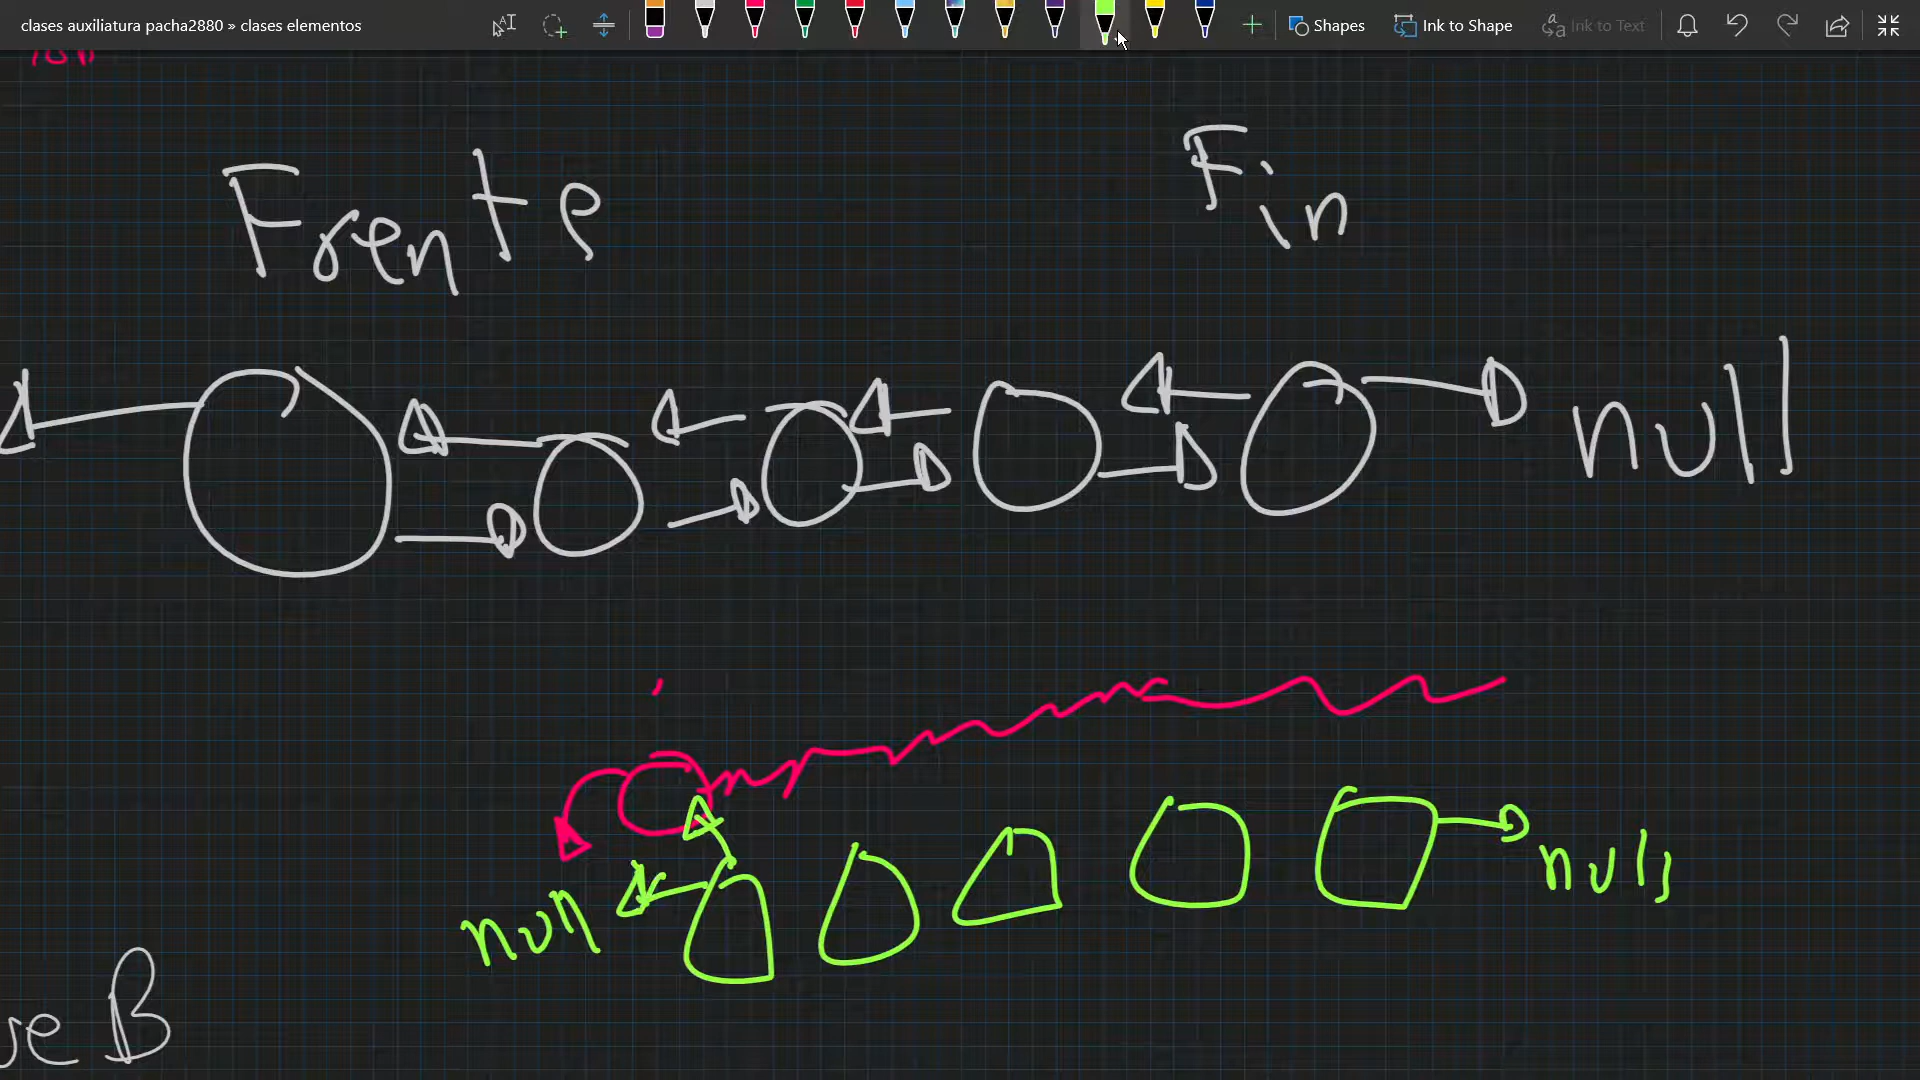 clases auxiliatura pacha2880 » clases elementos
Shapes
Ink to Shape
Ink to Text
Frente
Fin
null
null
null
B